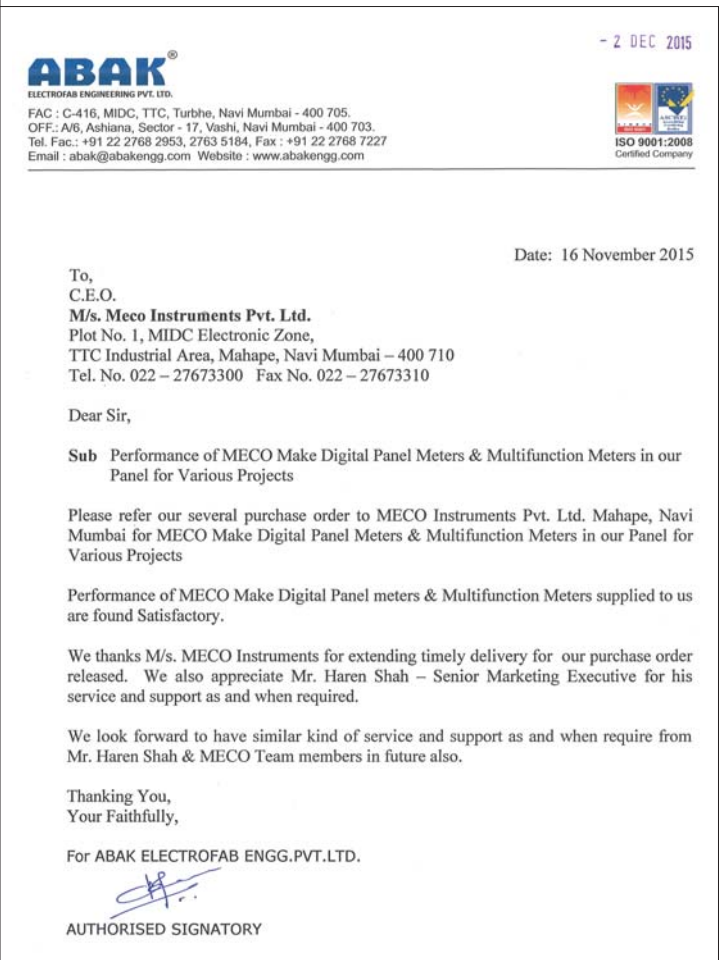 - 2 DEC 2015
ABAK®
ELECTROFAB ENGINEERING PVT. LTD.
FAC : C-416, MIDC, TTC, Turbhe, Navi Mumbai - 400 705.
OFF.: A/6, Ashiana, Sector - 17, Vashi, Navi Mumbai - 400 703.
Tel. Fac.: +91 22 2768 2953, 2763 5184, Fax : +91 22 2768 7227
Email : abak@abakengg.com Website : www.abakengg.com
ISO 9001:2008
Certified Company
Date: 16 November 2015
To,
C.E.O.
M/s. Meco Instruments Pvt. Ltd.
Plot No. 1, MIDC Electronic Zone,
TTC Industrial Area, Mahape, Navi Mumbai – 400 710
Tel. No. 022 – 27673300 Fax No. 022 – 27673310
Dear Sir,
Sub Performance of MECO Make Digital Panel Meters & Multifunction Meters in our
Panel for Various Projects
Please refer our several purchase order to MECO Instruments Pvt. Ltd. Mahape, Navi
Mumbai for MECO Make Digital Panel Meters & Multifunction Meters in our Panel for
Various Projects
Performance of MECO Make Digital Panel meters & Multifunction Meters supplied to us
are found Satisfactory.
We thanks M/s. MECO Instruments for extending timely delivery for our purchase order
released. We also appreciate Mr. Haren Shah – Senior Marketing Executive for his
service and support as and when required.
We look forward to have similar kind of service and support as and when require from
Mr. Haren Shah & MECO Team members in future also.
Thanking You,
Your Faithfully,
For ABAK ELECTROFAB ENGG.PVT.LTD.
AUTHORISED SIGNATORY